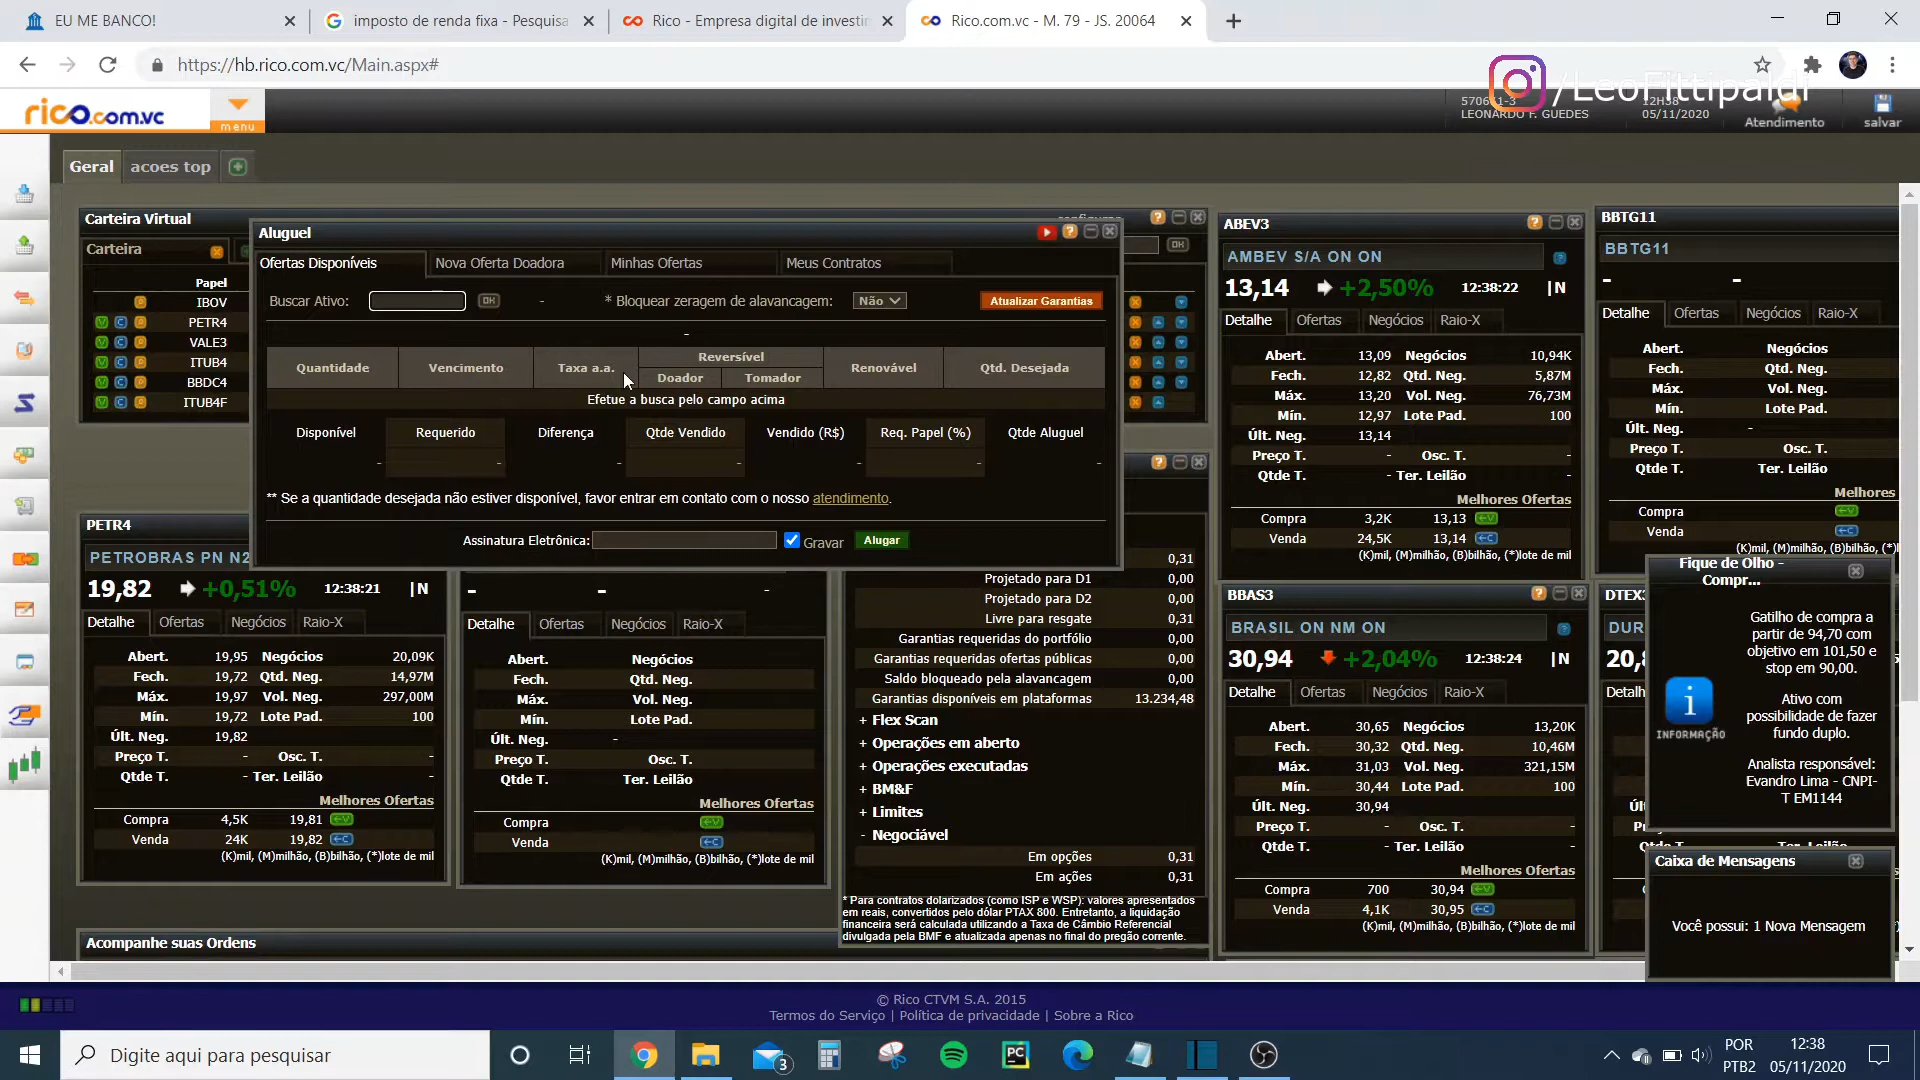 EU ME BANCO!
imposto de renda fixa - Pesquisa
Rico - Empresa digital de investi
Rico.com.vc - M. 79 - JS. 20064
https://hb.rico.com.vc/Main.aspx#
/LeoFittipaldi
rico.com.vc
menu
LEONARDO F. GUEDES
12H38
05/11/2020
Atendimento
salvar
Geral
acoes top
Carteira Virtual
Carteira
Papel
IBOV
PETR4
VALE3
ITUB4
BBDC4
ITUB4F
Aluguel
Ofertas Disponíveis
Nova Oferta Doadora
Minhas Ofertas
Meus Contratos
Buscar Ativo:
OK
-
* Bloquear zeragem de alavancagem:
Não
Atualizar Garantias
-
Quantidade
Vencimento
Taxa a.a.
Reversível
Doador
Tomador
Renovável
Qtd. Desejada
Efetue a busca pelo campo acima
Disponível Requerido Diferença Qtde Vendido Vendido (R$) Req. Papel (%) Qtde Aluguel
- - - - - - -
** Se a quantidade desejada não estiver disponível, favor entrar em contato com o nosso atendimento.
Assinatura Eletrônica:
Gravar
Alugar
OK
ABEV3
AMBEV S/A ON ON
13,14 +2,50% 12:38:22 |N
Detalhe Ofertas Negócios Raio-X
Abert. 13,09 Negócios 10,94K
Fech. 12,82 Qtd. Neg. 5,87M
Máx. 13,20 Vol. Neg. 76,73M
Mín. 12,97 Lote Pad. 100
Últ. Neg. 13,14
Preço T. - Osc. T. -
Qtde T. - Ter. Leilão -
Melhores Ofertas
Compra 3,2K 13,13
Venda 24,5K 13,14
(K)mil, (M)milhão, (B)bilhão, (*)lote de mil
BBTG11
BBTG11
- -
Detalhe Ofertas Negócios Raio-X
Abert. Negócios
Fech. Qtd. Neg.
Máx. Vol. Neg.
Mín. Lote Pad.
Últ. Neg. -
Preço T. Osc. T.
Qtde T. Ter. Leilão
Melhores
Compra
Venda
(K)mil, (M)milhão, (B)bilhão, (*)
PETR4
PETROBRAS PN N2
19,82 +0,51% 12:38:21 |N
Detalhe Ofertas Negócios Raio-X
Abert. 19,95 Negócios 20,09K
Fech. 19,72 Qtd. Neg. 14,97M
Máx. 19,97 Vol. Neg. 297,00M
Mín. 19,72 Lote Pad. 100
Últ. Neg. 19,82
Preço T. - Osc. T. -
Qtde T. - Ter. Leilão -
Melhores Ofertas
Compra 4,5K 19,81
Venda 24K 19,82
(K)mil, (M)milhão, (B)bilhão, (*)lote de mil
- - -
Detalhe Ofertas Negócios Raio-X
Abert. Negócios
Fech. Qtd. Neg.
Máx. Vol. Neg.
Mín. Lote Pad.
Últ. Neg. -
Preço T. Osc. T.
Qtde T. Ter. Leilão
Melhores Ofertas
Compra
Venda
(K)mil, (M)milhão, (B)bilhão, (*)lote de mil
0,31
Projetado para D1 0,00
Projetado para D2 0,00
Livre para resgate 0,31
Garantias requeridas do portfólio 0,00
Garantias requeridas ofertas públicas 0,00
Saldo bloqueado pela alavancagem 0,00
Garantias disponíveis em plataformas 13.234,48
+ Flex Scan
+ Operações em aberto
+ Operações executadas
+ BM&F
+ Limites
- Negociável
Em opções 0,31
Em ações 0,31
* Para contratos dolarizados (como ISP e WSP): valores apresentados
em reais, convertidos pelo dólar PTAX 800. Entretanto, a liquidação
financeira será calculada utilizando a Taxa de Câmbio Referencial
divulgada pela BMF e atualizada apenas no final do pregão corrente.
BBAS3
BRASIL ON NM ON
30,94 +2,04% 12:38:24 |N
Detalhe Ofertas Negócios Raio-X
Abert. 30,65 Negócios 13,20K
Fech. 30,32 Qtd. Neg. 10,46M
Máx. 31,03 Vol. Neg. 321,15M
Mín. 30,44 Lote Pad. 100
Últ. Neg. 30,94
Preço T. - Osc. T. -
Qtde T. - Ter. Leilão -
Melhores Ofertas
Compra 700 30,94
Venda 4,1K 30,95
(K)mil, (M)milhão, (B)bilhão, (*)lote de mil
Fique de Olho -
Compr...
Gatilho de compra a
partir de 94,70 com
objetivo em 101,50 e
stop em 90,00.
Ativo com
possibilidade de fazer
fundo duplo.
INFORMAÇÃO
Analista responsável:
Evandro Lima - CNPI-
T EM1144
Caixa de Mensagens
Você possui: 1 Nova Mensagem
Acompanhe suas Ordens
© Rico CTVM S.A. 2015
Termos do Serviço | Política de privacidade | Sobre a Rico
Digite aqui para pesquisar
3
PC
POR
PTB2
12:38
05/11/2020